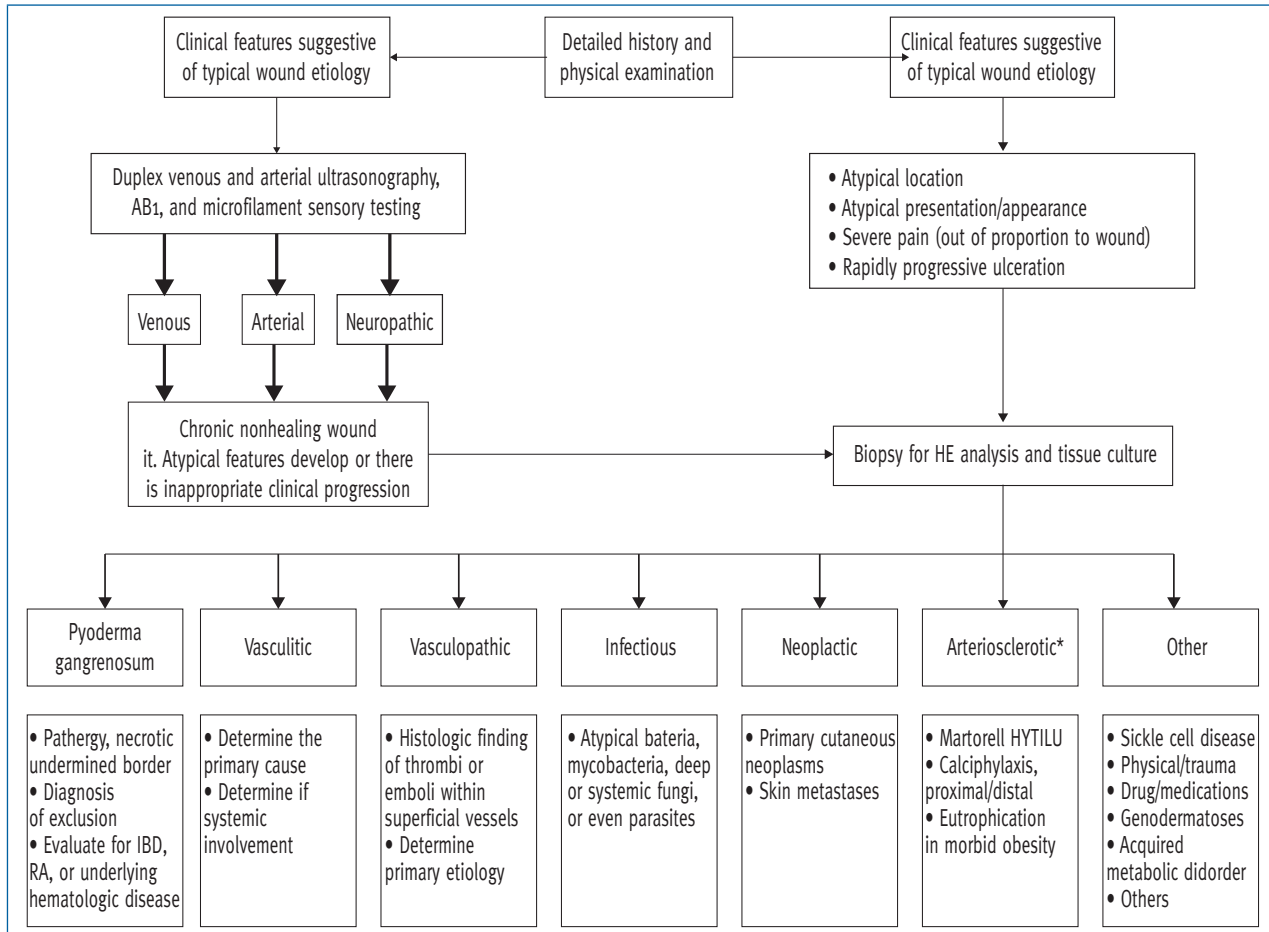 Clinical features suggestive
of typical wound etiology
Detailed history and
physical examination
Clinical features suggestive
of typical wound etiology
Duplex venous and arterial ultrasonography,
AB1, and microfilament sensory testing
• Atypical location
• Atypical presentation/appearance
• Severe pain (out of proportion to wound)
• Rapidly progressive ulceration
Venous
Arterial
Neuropathic
Chronic nonhealing wound
it. Atypical features develop or there
is inappropriate clinical progression
Biopsy for HE analysis and tissue culture
Pyoderma
gangrenosum
Vasculitic
Vasculopathic
Infectious
Neoplactic
Arteriosclerotic*
Other
• Pathergy, necrotic
undermined border
• Diagnosis
of exclusion
• Evaluate for IBD,
RA, or underlying
hematologic disease
• Determine the
primary cause
• Determine if
systemic
involvement
• Histologic finding
of thrombi or
emboli within
superficial vessels
• Determine
primary etiology
• Atypical bateria,
mycobacteria, deep
or systemic fungi,
or even parasites
• Primary cutaneous
neoplasms
• Skin metastases
• Martorell HYTILU
• Calciphylaxis,
proximal/distal
• Eutrophication
in morbid obesity
• Sickle cell disease
• Physical/trauma
• Drug/medications
• Genodermatoses
• Acquired
metabolic didorder
• Others